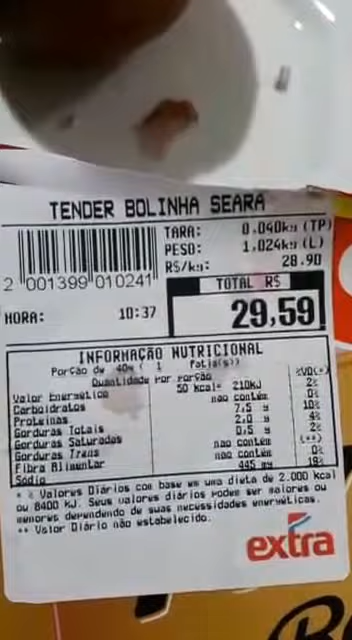 TENDER BOLINHA SEARA
TARA: 0.040kg (TP)
PESO: 1.024kg (L)
R$/kg: 28.90
2 001399 010241
TOTAL R$
HORA: 10:37
29,59
INFORMAÇÃO NUTRICIONAL
Porção de 40g ( 1 Fatia(s))
Quantidade por porção
%VD(*)
Valor Energético 50 kcal= 210KJ 2%
Carboidratos nao contém 0%
Proteínas 7,5 g 10%
Gorduras Totais 2,0 g 4%
Gorduras Saturadas 0,5 g 2%
Gorduras Trans nao contém (**)
Fibra Alimentar nao contém 0%
Sódio 445 mg 19%
* % Valores Diários com base em uma dieta de 2.000 kcal
ou 8400 KJ. Seus valores diários podem ser maiores ou
menores dependendo de suas necessidades energéticas.
** Valor Diário não estabelecido.
extra